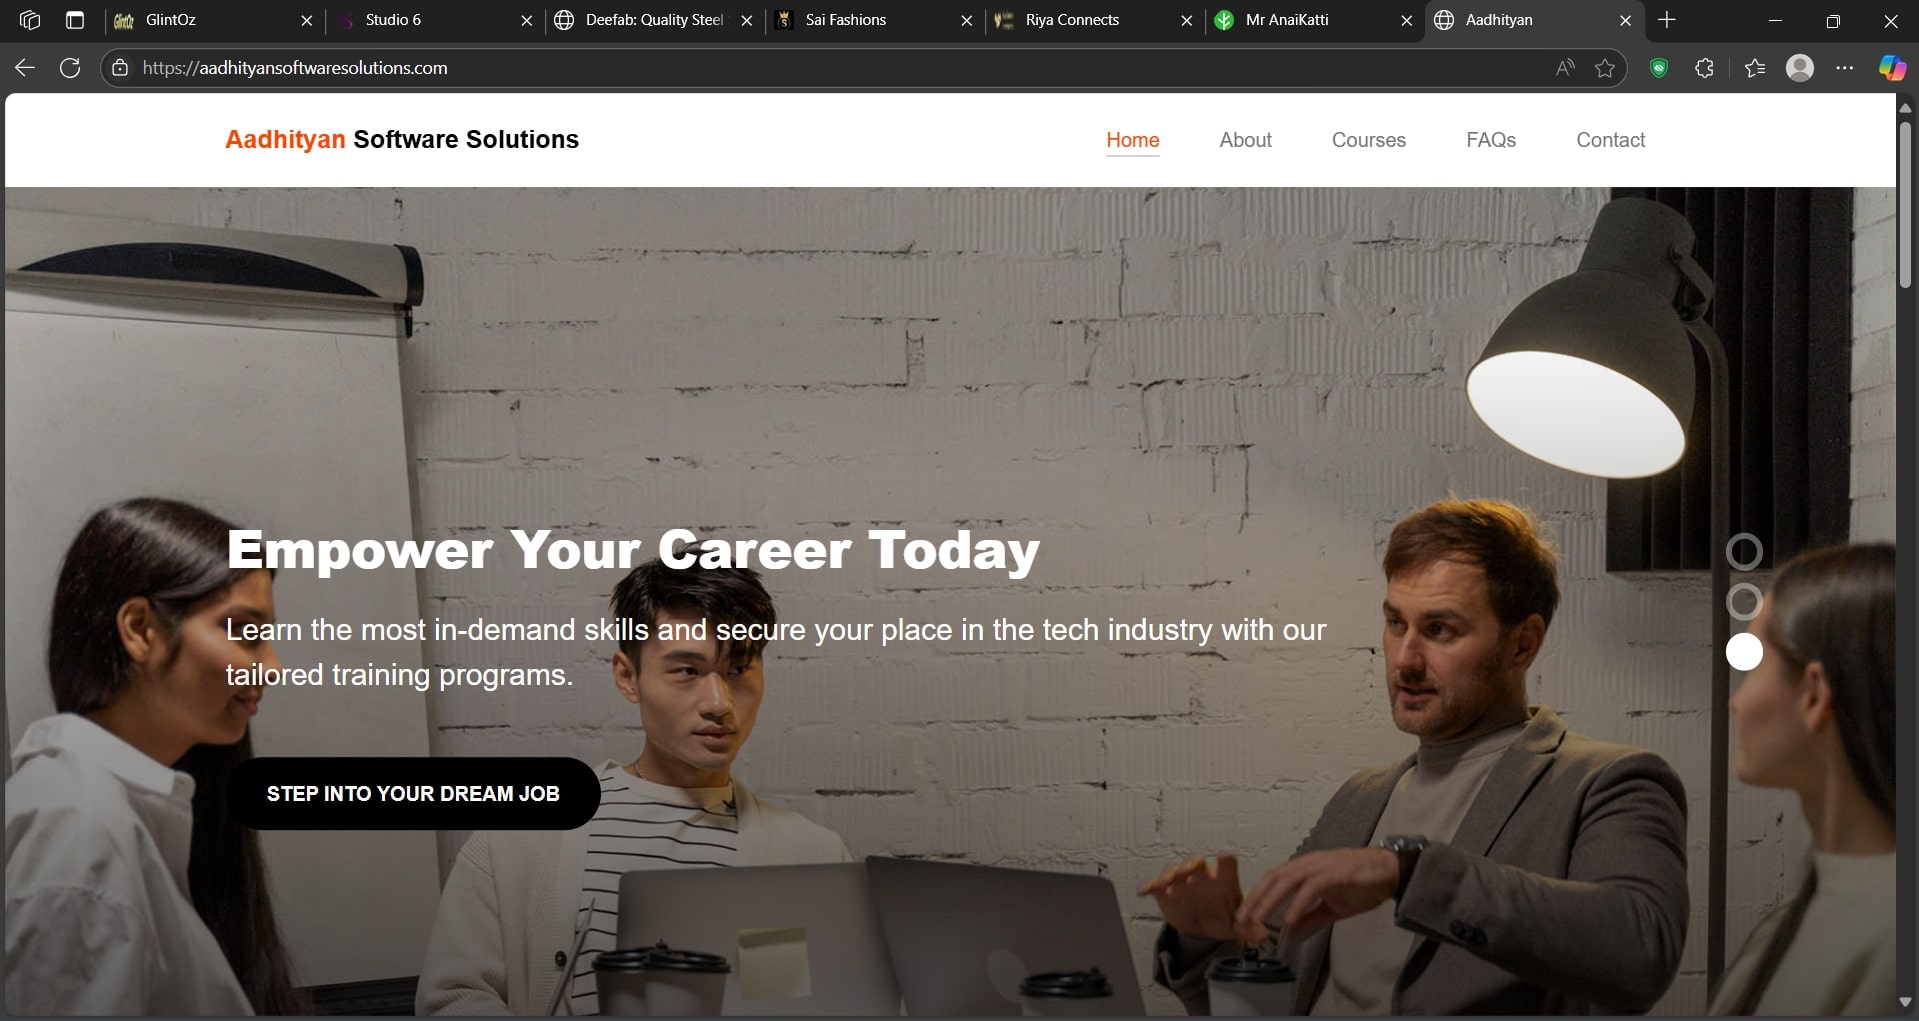 GlintOz
Studio 6
Deefab: Quality Steel
Sai Fashions
Riya Connects
Mr AnaiKatti
Aadhityan
https://aadhityansoftwaresolutions.com
Aadhityan Software Solutions
Home
About
Courses
FAQs
Contact
Empower Your Career Today
Learn the most in-demand skills and secure your place in the tech industry with our
tailored training programs.
STEP INTO YOUR DREAM JOB